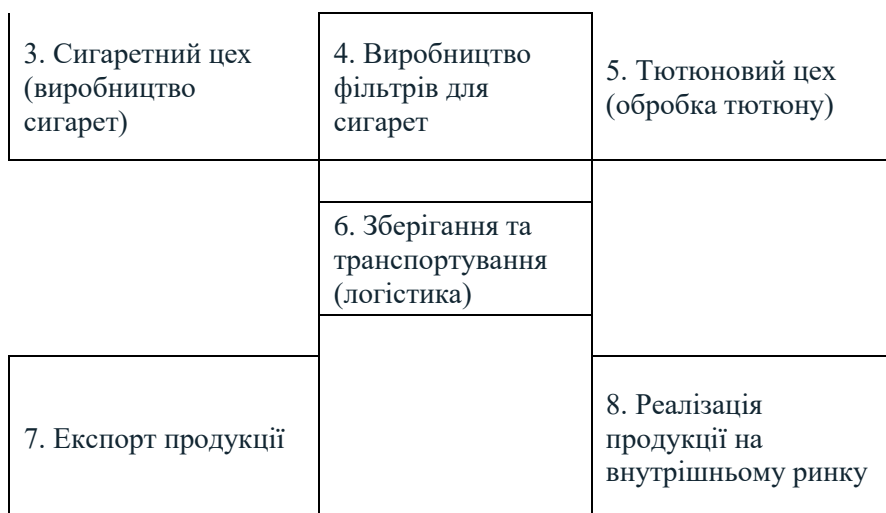 3. Сигаретний цех
(виробництво
сигарет)
4. Виробництво
фільтрів для
сигарет
5. Тютюновий цех
(обробка тютюну)
6. Зберігання та
транспортування
(логістика)
7. Експорт продукції
8. Реалізація
продукції на
внутрішньому ринку